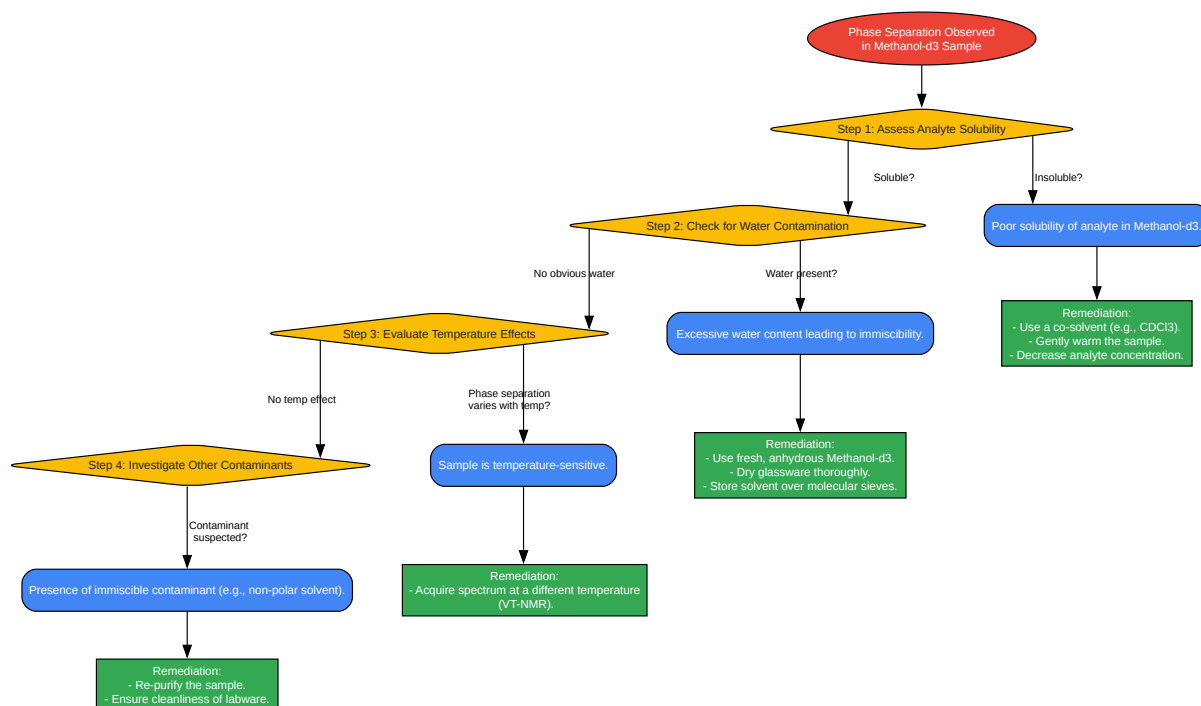 Phase Separation Observed
in Methanol-d3 Sample
Step 1: Assess Analyte Solubility
Soluble?
Insoluble?
Step 2: Check for Water Contamination
Poor solubility of analyte in Methanol-d3.
No obvious water
Water present?
Remediation:
- Use a co-solvent (e.g., CDCl3).
- Gently warm the sample.
- Decrease analyte concentration.
Step 3: Evaluate Temperature Effects
Excessive water content leading to immiscibility.
No temp effect
Phase separation
varies with temp?
Remediation:
- Use fresh, anhydrous Methanol-d3.
- Dry glassware thoroughly.
- Store solvent over molecular sieves.
Step 4: Investigate Other Contaminants
Sample is temperature-sensitive.
Contaminant
suspected?
Remediation:
- Acquire spectrum at a different temperature
(VT-NMR).
Presence of immiscible contaminant (e.g., non-polar solvent).
Remediation:
- Re-purify the sample.
- Ensure cleanliness of labware.